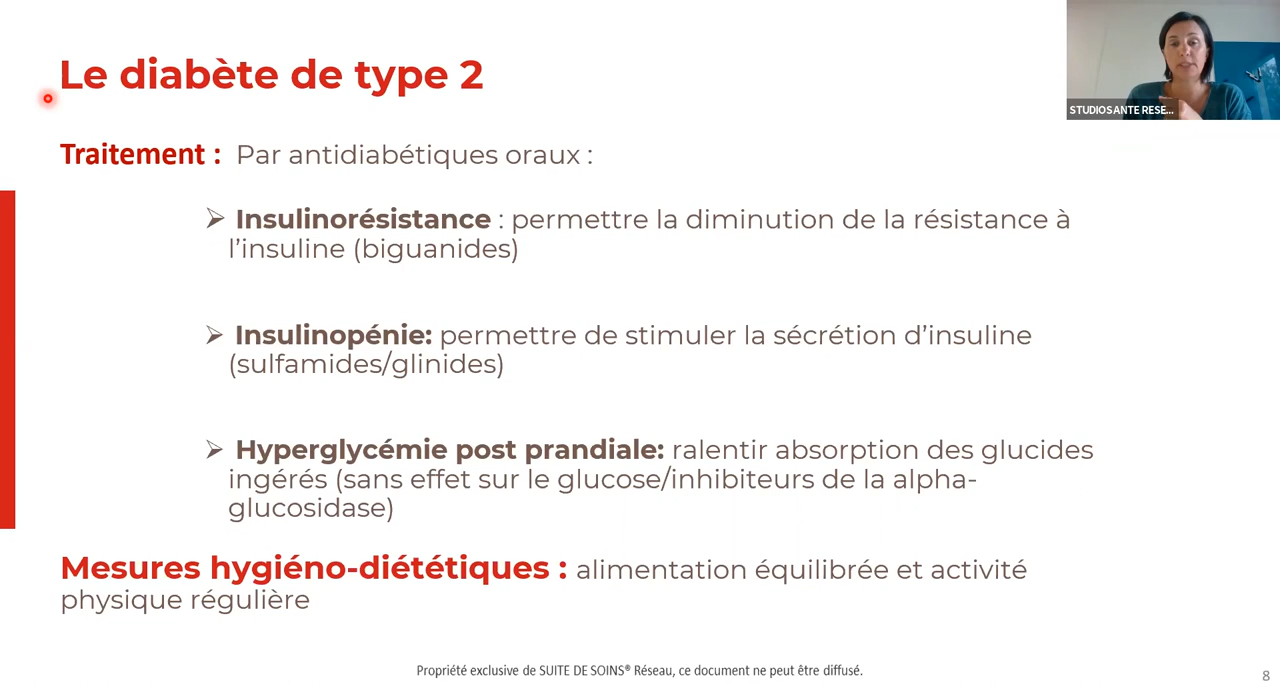 Le diabète de type 2
STUDIOSANTE RESE...
Traitement : Par antidiabétiques oraux :
➢ Insulinorésistance : permettre la diminution de la résistance à
l’insuline (biguanides)
➢ Insulinopénie: permettre de stimuler la sécrétion d’insuline
(sulfamides/glinides)
➢ Hyperglycémie post prandiale: ralentir absorption des glucides
ingérés (sans effet sur le glucose/inhibiteurs de la alpha-
glucosidase)
Mesures hygiéno-diététiques : alimentation équilibrée et activité
physique régulière
Propriété exclusive de SUITE DE SOINS® Réseau, ce document ne peut être diffusé.
8